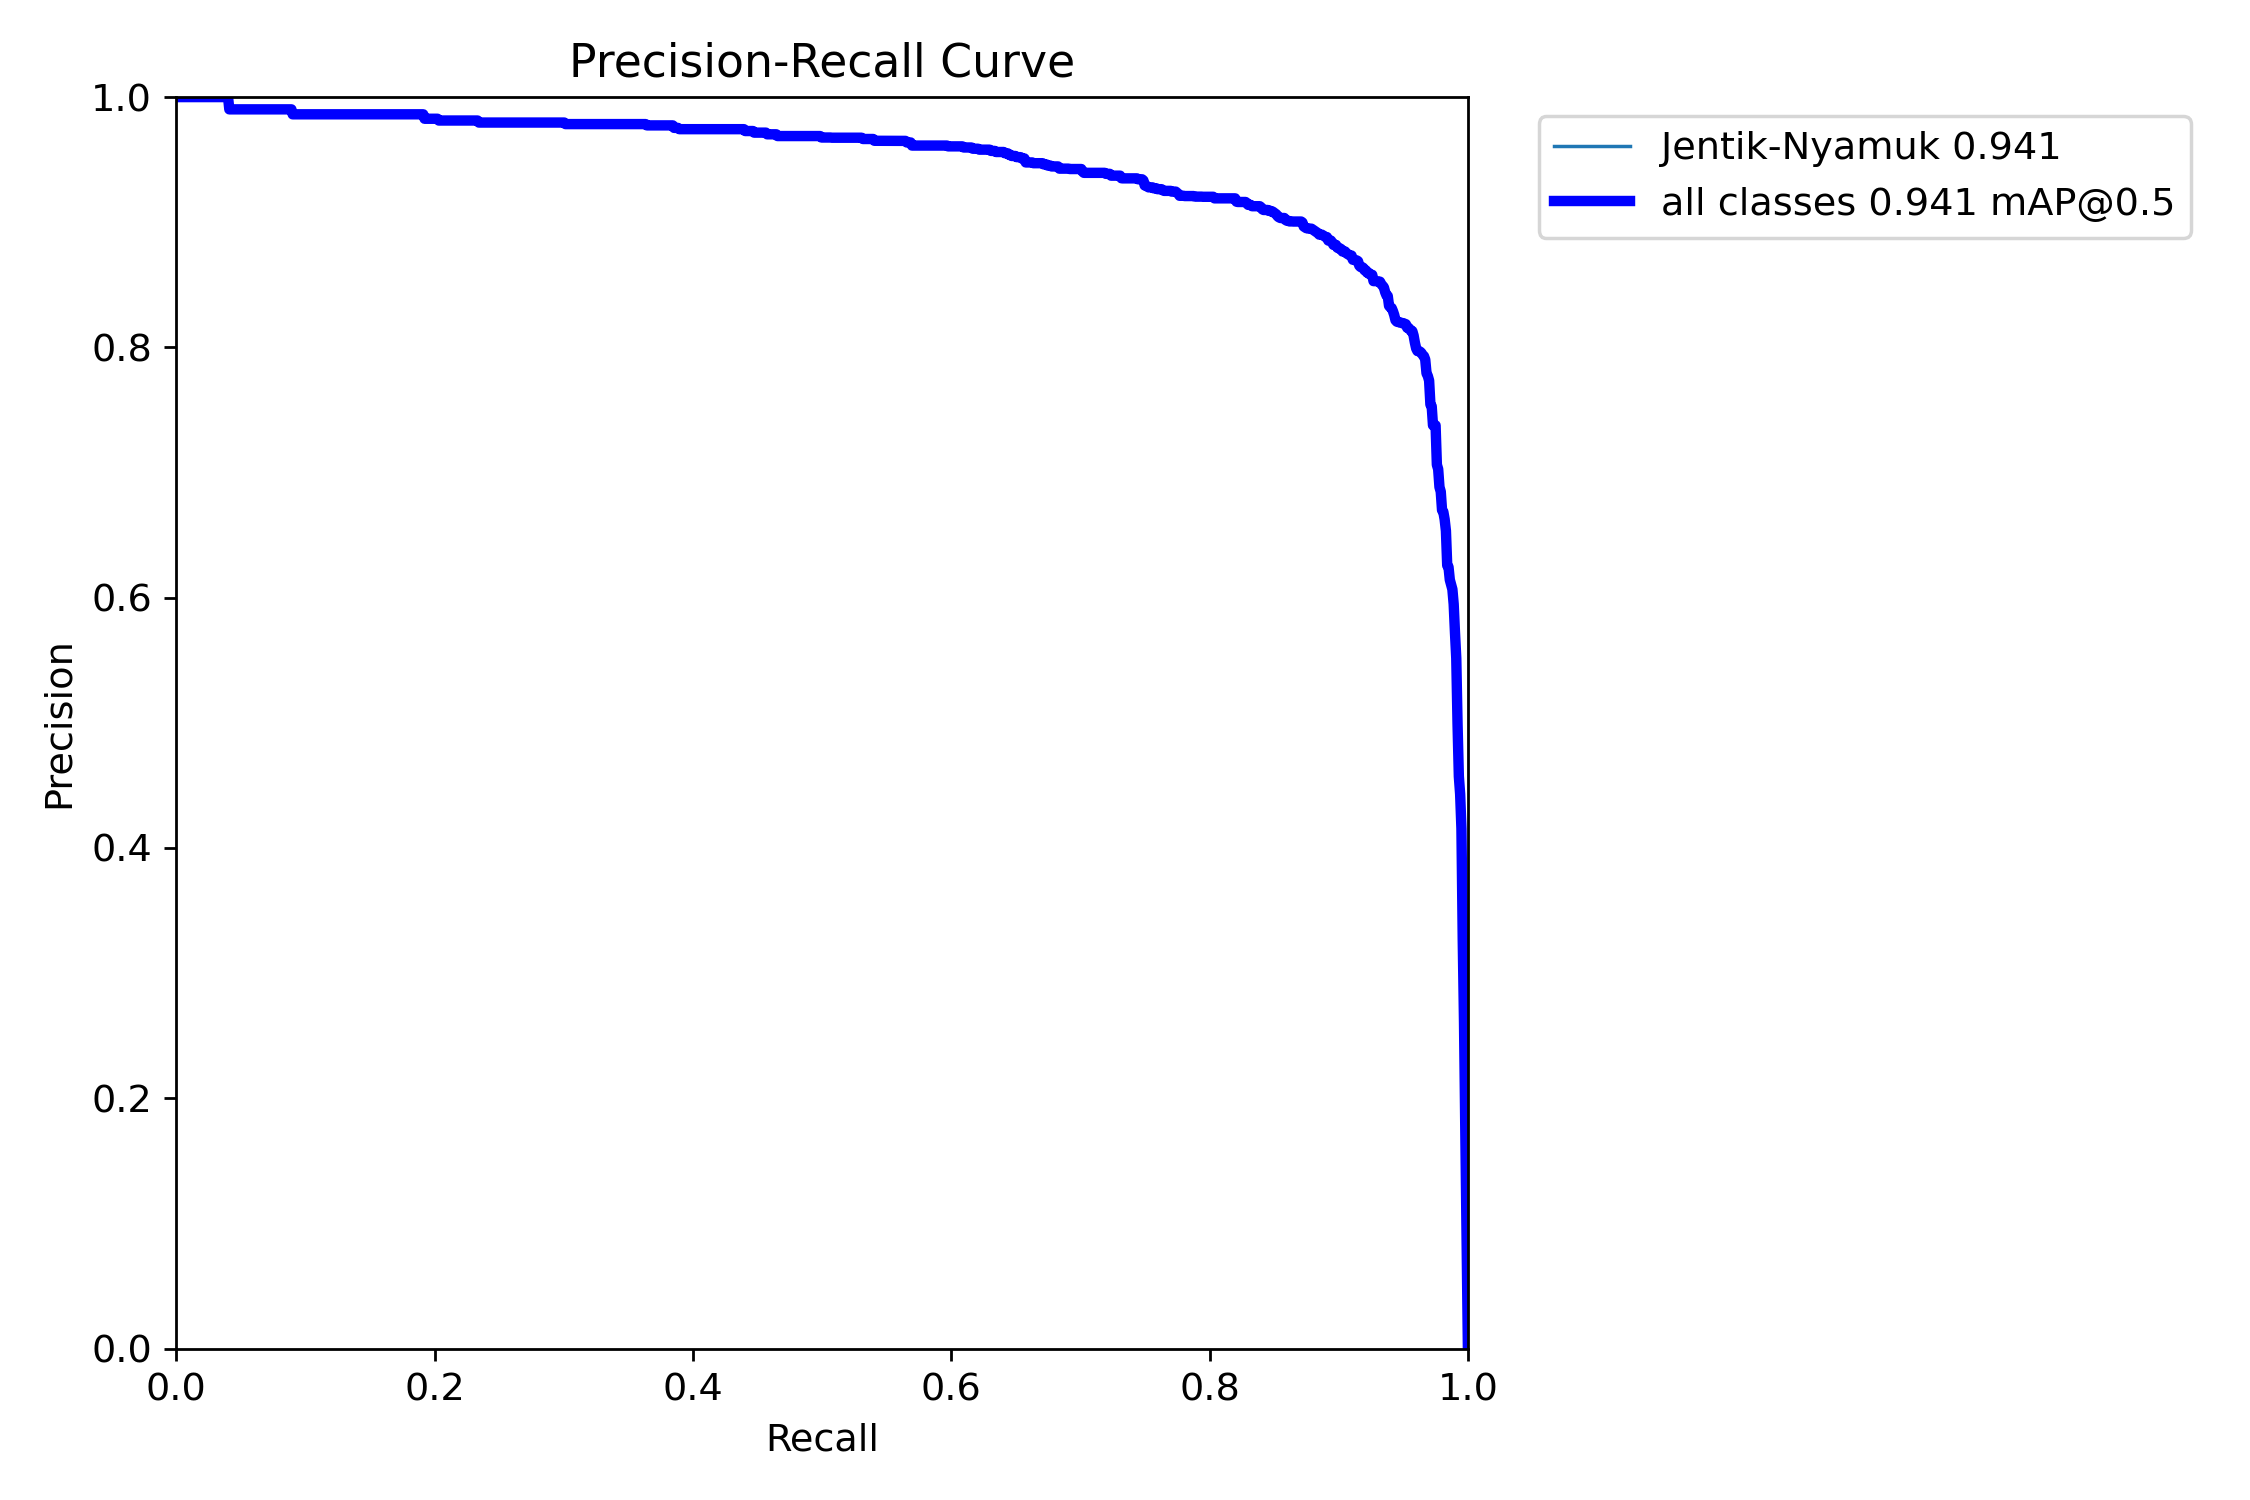 Precision-Recall Curve
1.0
0.8
0.6
0.4
0.2
0.0
Precision
0.0 0.2 0.4 0.6 0.8 1.0
Recall
Jentik-Nyamuk 0.941
all classes 0.941 mAP@0.5